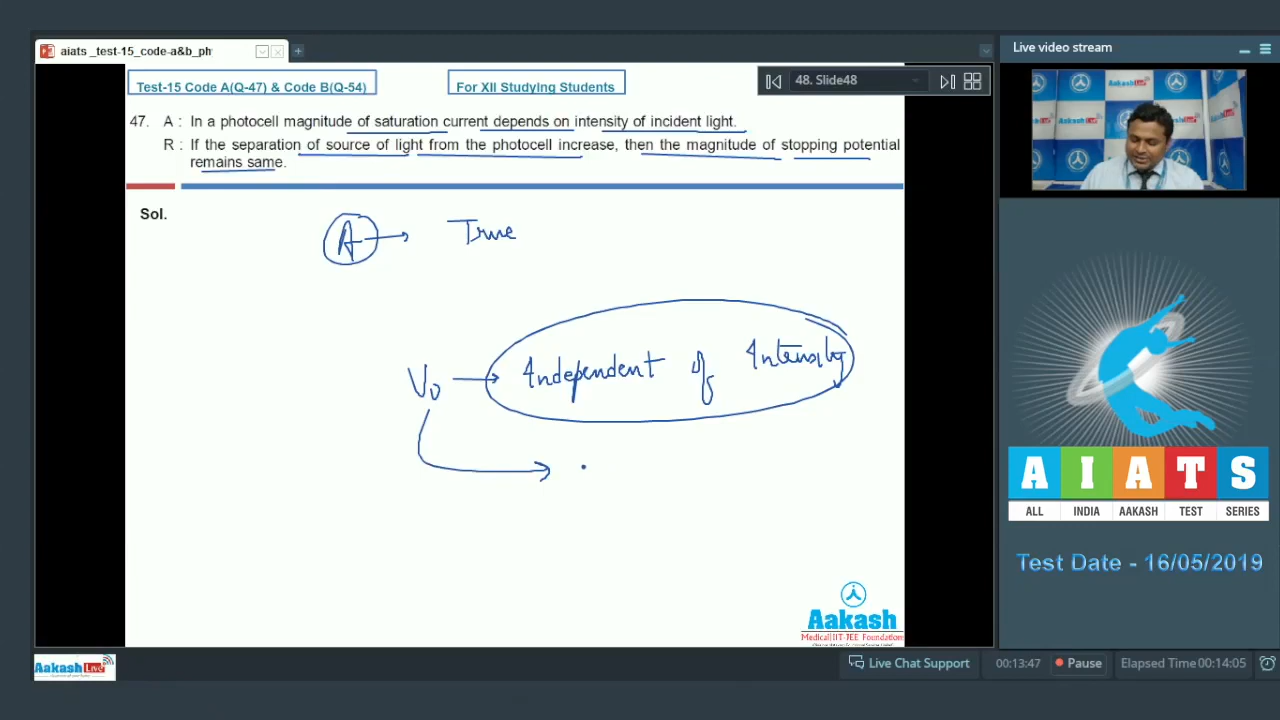 aiats _test-15_code-a&b_ph
Live video stream
Test-15 Code A(Q-47) & Code B(Q-54)
For XII Studying Students
48. Slide48
47. A : In a photocell magnitude of saturation current depends on intensity of incident light.
R : If the separation of source of light from the photocell increase, then the magnitude of stopping potential
remains same.
Sol.
A → True
V₀ → Independent of Intensity
AIATS
ALL INDIA AAKASH TEST SERIES
Test Date - 16/05/2019
Aakash
Medical|IIT-JEE|Foundations
Aakash Live
Live Chat Support
00:13:47
Pause
Elapsed Time 00:14:05